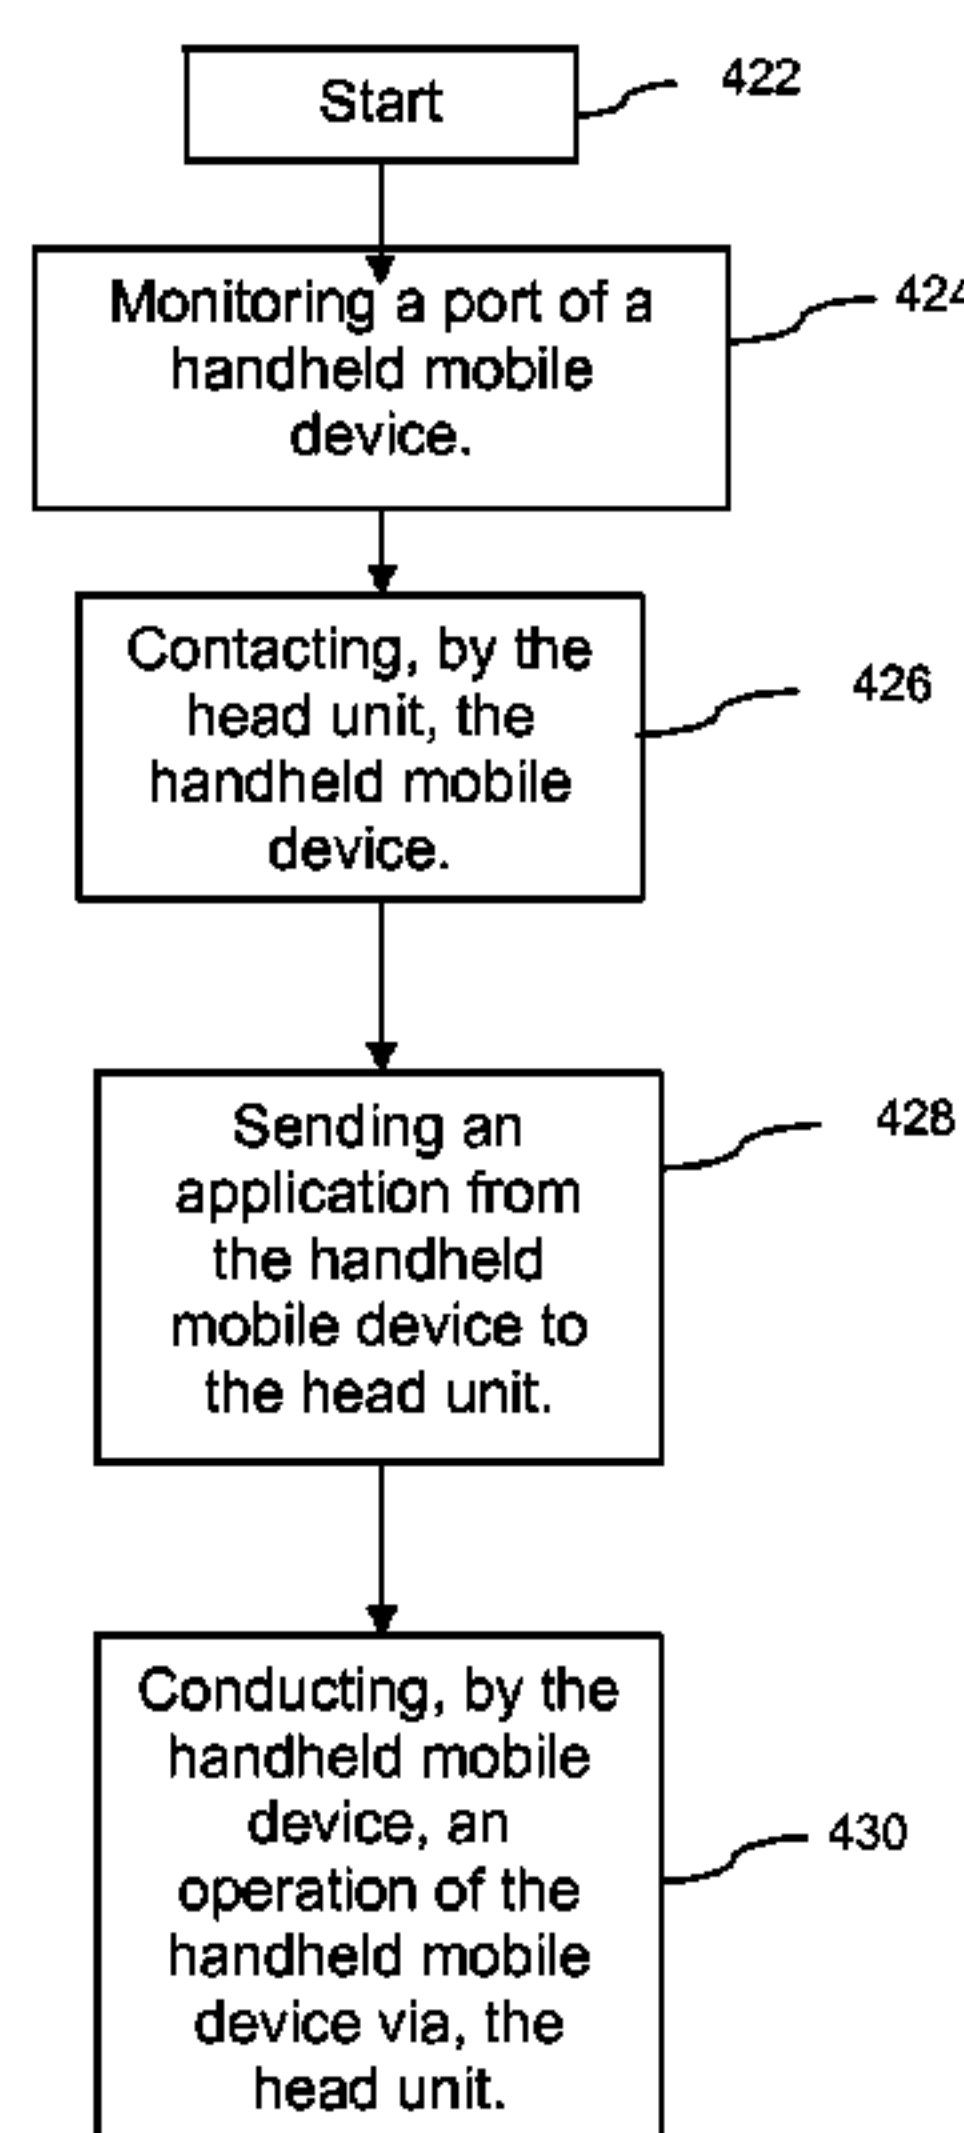 Start
422
Monitoring a port of a
handheld mobile
device.
424
Contacting, by the
head unit, the
handheld mobile
device.
426
Sending an
application from
the handheld
mobile device to
the head unit.
428
Conducting, by the
handheld mobile
device, an
operation of the
handheld mobile
device via, the
head unit.
430